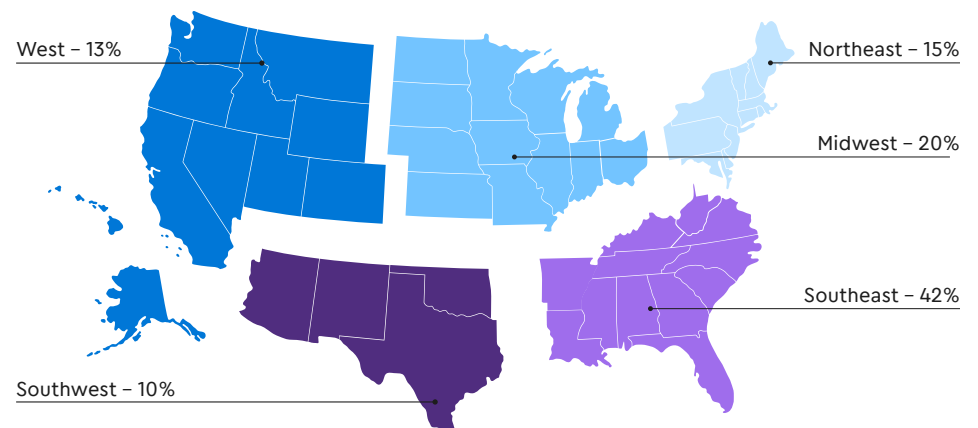 West – 13%
Northeast – 15%
Midwest – 20%
Southeast – 42%
Southwest – 10%